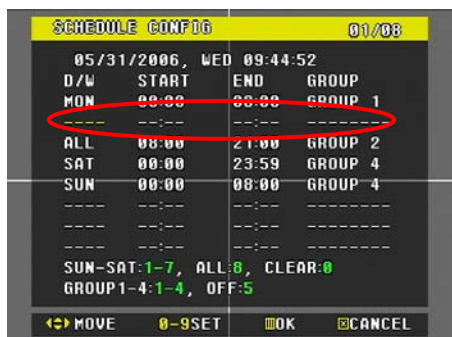 SCHEDULE CONFIG 01/08
05/31/2006, WED 09:44:52
D/W START END GROUP
MON 00:00 08:00 GROUP 1
---- --:-- --:-- --------
ALL 08:00 21:00 GROUP 2
SAT 00:00 23:59 GROUP 4
SUN 00:00 08:00 GROUP 4
---- --:-- --:-- --------
---- --:-- --:-- --------
---- --:-- --:-- --------
SUN-SAT:1-7, ALL:8, CLEAR:0
GROUP1-4:1-4, OFF:5
MOVE 0-9SET OK CANCEL